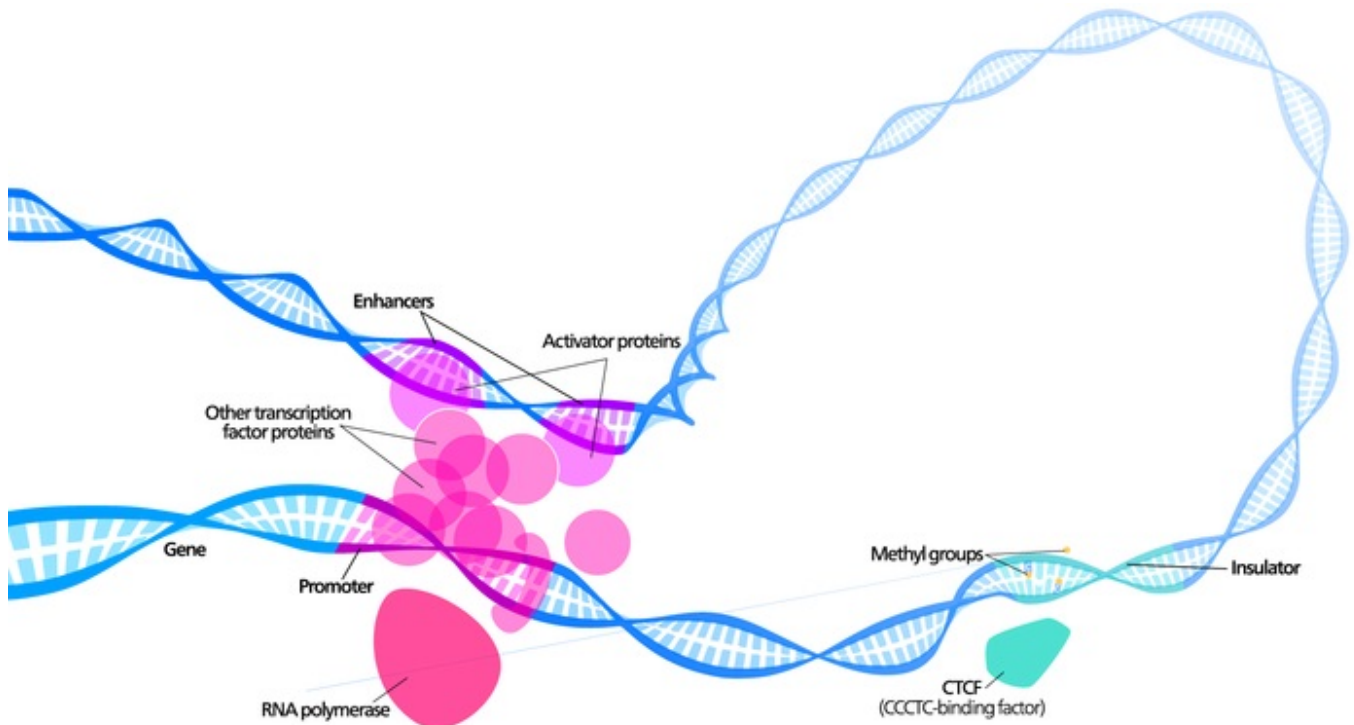 Enhancers
Activator proteins
Other transcription
factor proteins
Gene
Promoter
Methyl groups
Insulator
RNA polymerase
CTCF
(CCCTC-binding factor)